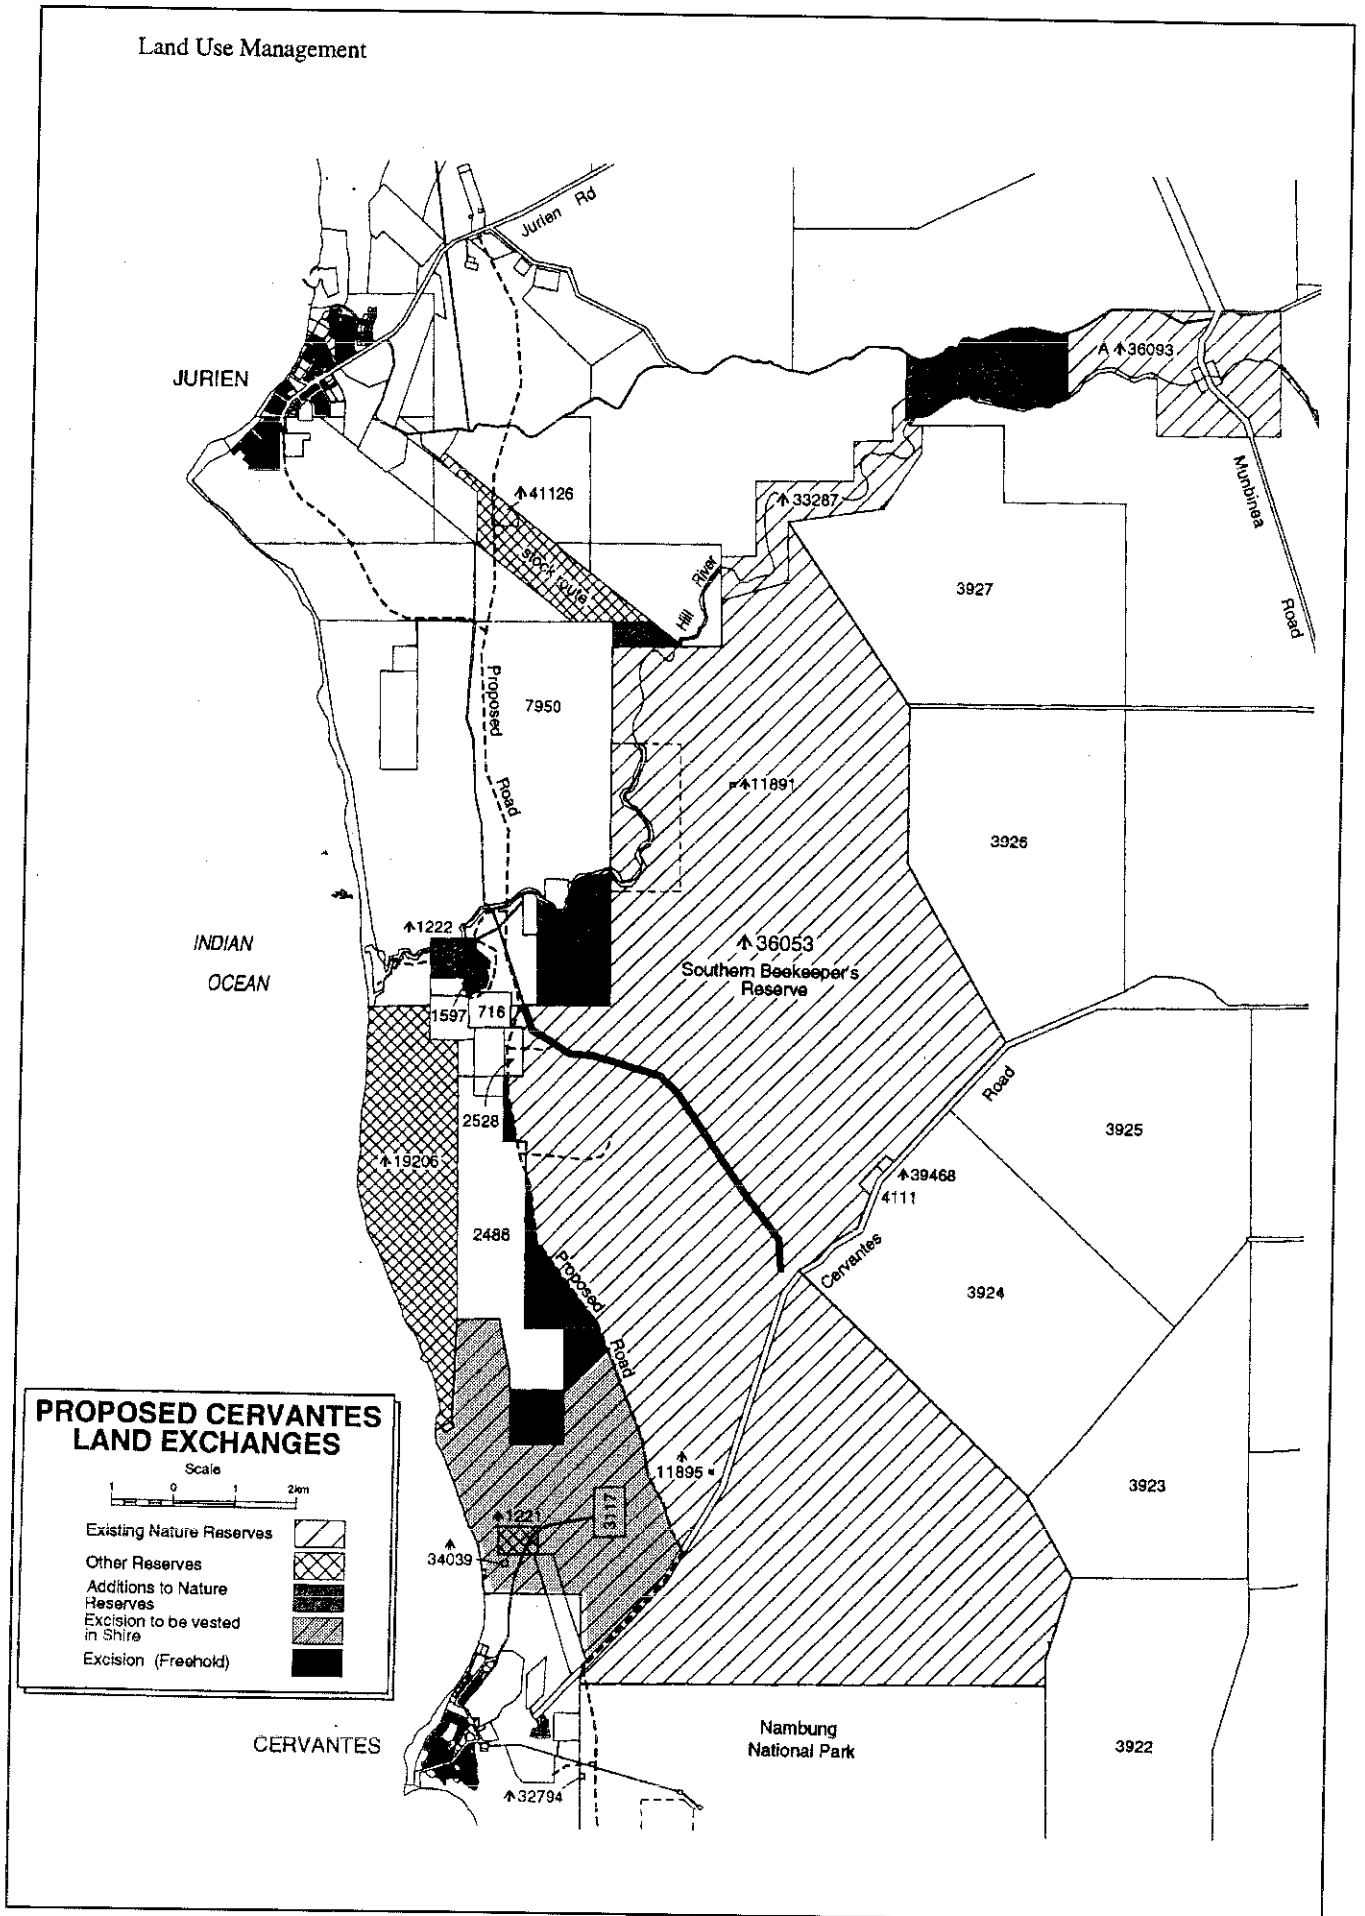 Land Use Management
Jurien Rd
JURIEN
A 36093
41126
33287
stock route
Hill River
Munbinea
Road
3927
Proposed
Road
7950
11891
3926
1222
INDIAN
OCEAN
36053
Southern Beekeeper's
Reserve
1597
716
2528
Road
3925
19206
39468
4111
2488
Cervantes
Proposed
Road
3924
PROPOSED CERVANTES
LAND EXCHANGES
Scale
1 0 1 2km
Existing Nature Reserves
Other Reserves
Additions to Nature
Reserves
Excision to be vested
in Shire
Excision (Freehold)
11895
3923
1221
3117
34039
CERVANTES
Nambung
National Park
3922
32794